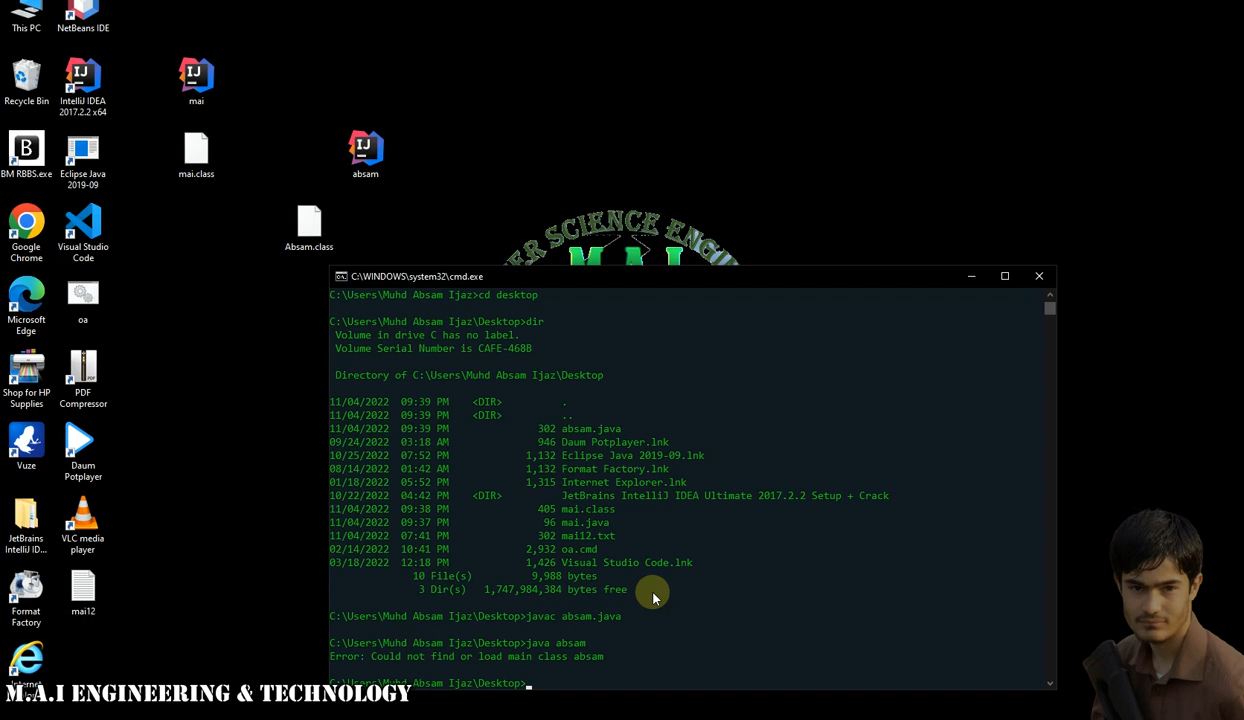 This PC
NetBeans IDE
Recycle Bin
IntelliJ IDEA
2017.2.2 x64
mai
BM RBBS.exe
Eclipse Java
2019-09
mai.class
absam
Google
Chrome
Visual Studio
Code
Absam.class
SCIENCE
M.A.I
Microsoft
Edge
oa
Shop for HP
Supplies
PDF
Compressor
Vuze
Daum
Potplayer
JetBrains
IntelliJ ID...
VLC media
player
Format
Factory
mai12
Internet
C:\WINDOWS\system32\cmd.exe
C:\Users\Muhd Absam Ijaz>cd desktop
C:\Users\Muhd Absam Ijaz\Desktop>dir
Volume in drive C has no label.
Volume Serial Number is CAFE-468B
Directory of C:\Users\Muhd Absam Ijaz\Desktop
11/04/2022 09:39 PM <DIR> .
11/04/2022 09:39 PM <DIR> ..
11/04/2022 09:39 PM 302 absam.java
09/24/2022 03:18 AM 946 Daum Potplayer.lnk
10/25/2022 07:52 PM 1,132 Eclipse Java 2019-09.lnk
08/14/2022 01:42 AM 1,132 Format Factory.lnk
01/18/2022 05:52 PM 1,315 Internet Explorer.lnk
10/22/2022 04:42 PM <DIR> JetBrains IntelliJ IDEA Ultimate 2017.2.2 Setup + Crack
11/04/2022 09:38 PM 405 mai.class
11/04/2022 09:37 PM 96 mai.java
11/04/2022 07:41 PM 302 mai12.txt
02/14/2022 10:41 PM 2,932 oa.cmd
03/18/2022 12:18 PM 1,426 Visual Studio Code.lnk
10 File(s) 9,988 bytes
3 Dir(s) 1,747,984,384 bytes free
C:\Users\Muhd Absam Ijaz\Desktop>javac absam.java
C:\Users\Muhd Absam Ijaz\Desktop>java absam
Error: Could not find or load main class absam
C:\Users\Muhd Absam Ijaz\Desktop>
M.A.I ENGINEERING & TECHNOLOGY